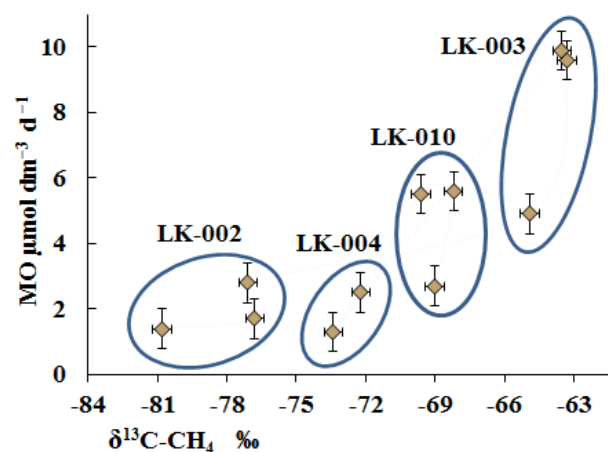 10
8
6
4
2
0
MO µmol dm⁻³ d⁻¹
LK-003
LK-010
LK-002
LK-004
-84 -81 -78 -75 -72 -69 -66 -63
δ¹³C-CH₄ ‰